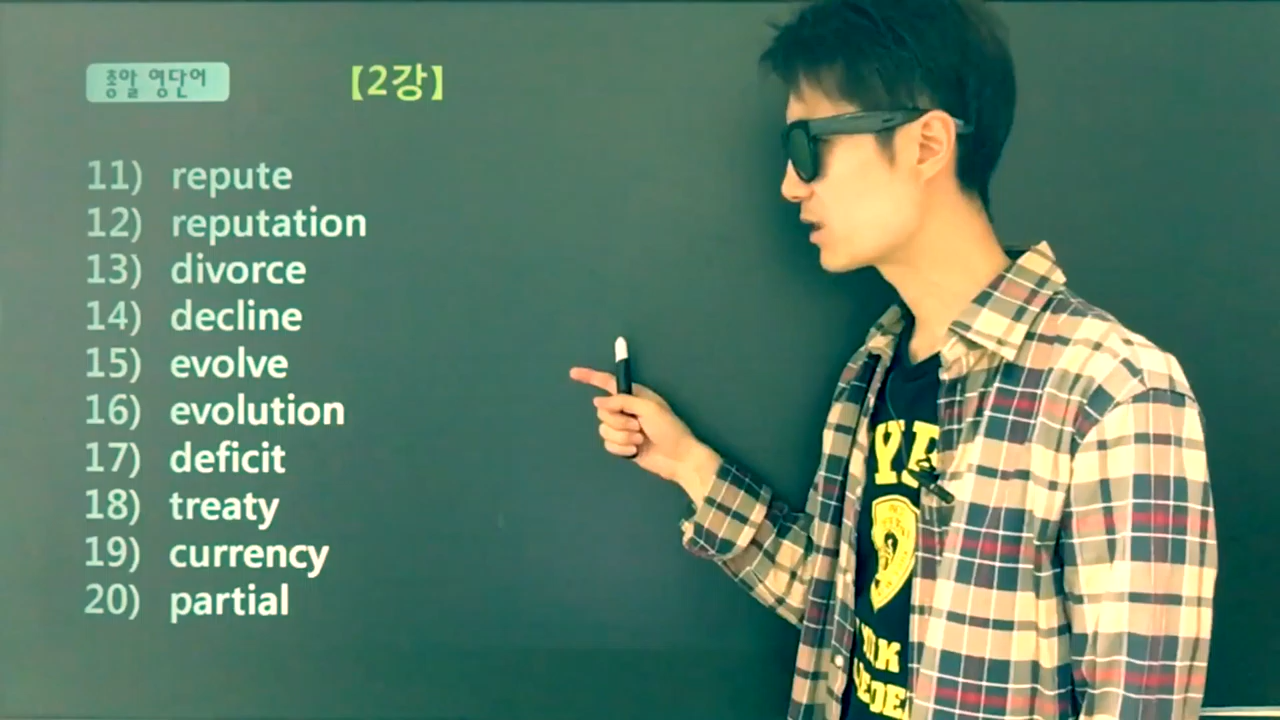 총알 영단어
【2강】
11) repute
12) reputation
13) divorce
14) decline
15) evolve
16) evolution
17) deficit
18) treaty
19) currency
20) partial